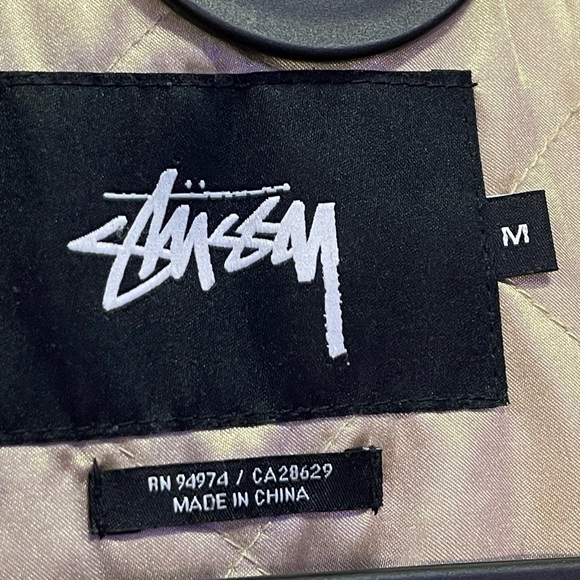 Stüssy
M
RN 94974 / CA28629
MADE IN CHINA